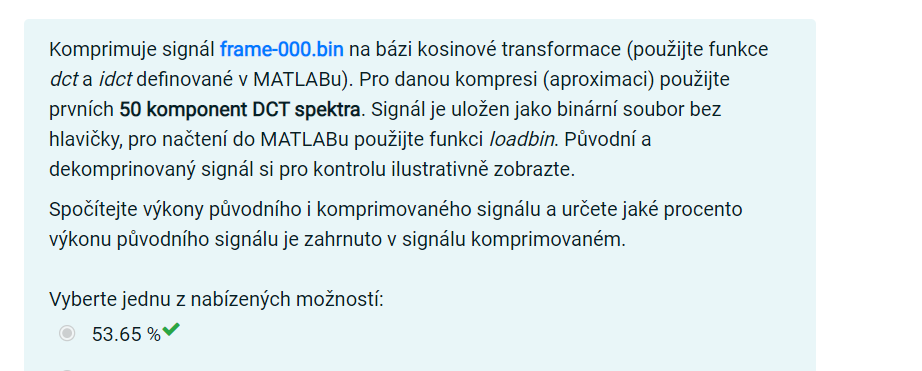 Komprimuje signál frame-000.bin na bázi kosinové transformace (použijte funkce
dct a idct definované v MATLABu). Pro danou kompresi (aproximaci) použijte
prvních 50 komponent DCT spektra. Signál je uložen jako binární soubor bez
hlavičky, pro načtení do MATLABu použijte funkci loadbin. Původní a
dekomprinovaný signál si pro kontrolu ilustrativně zobrazte.
Spočítejte výkony původního i komprimovaného signálu a určete jaké procento
výkonu původního signálu je zahrnuto v signálu komprimovaném.
Vyberte jednu z nabízených možností:
53.65 %